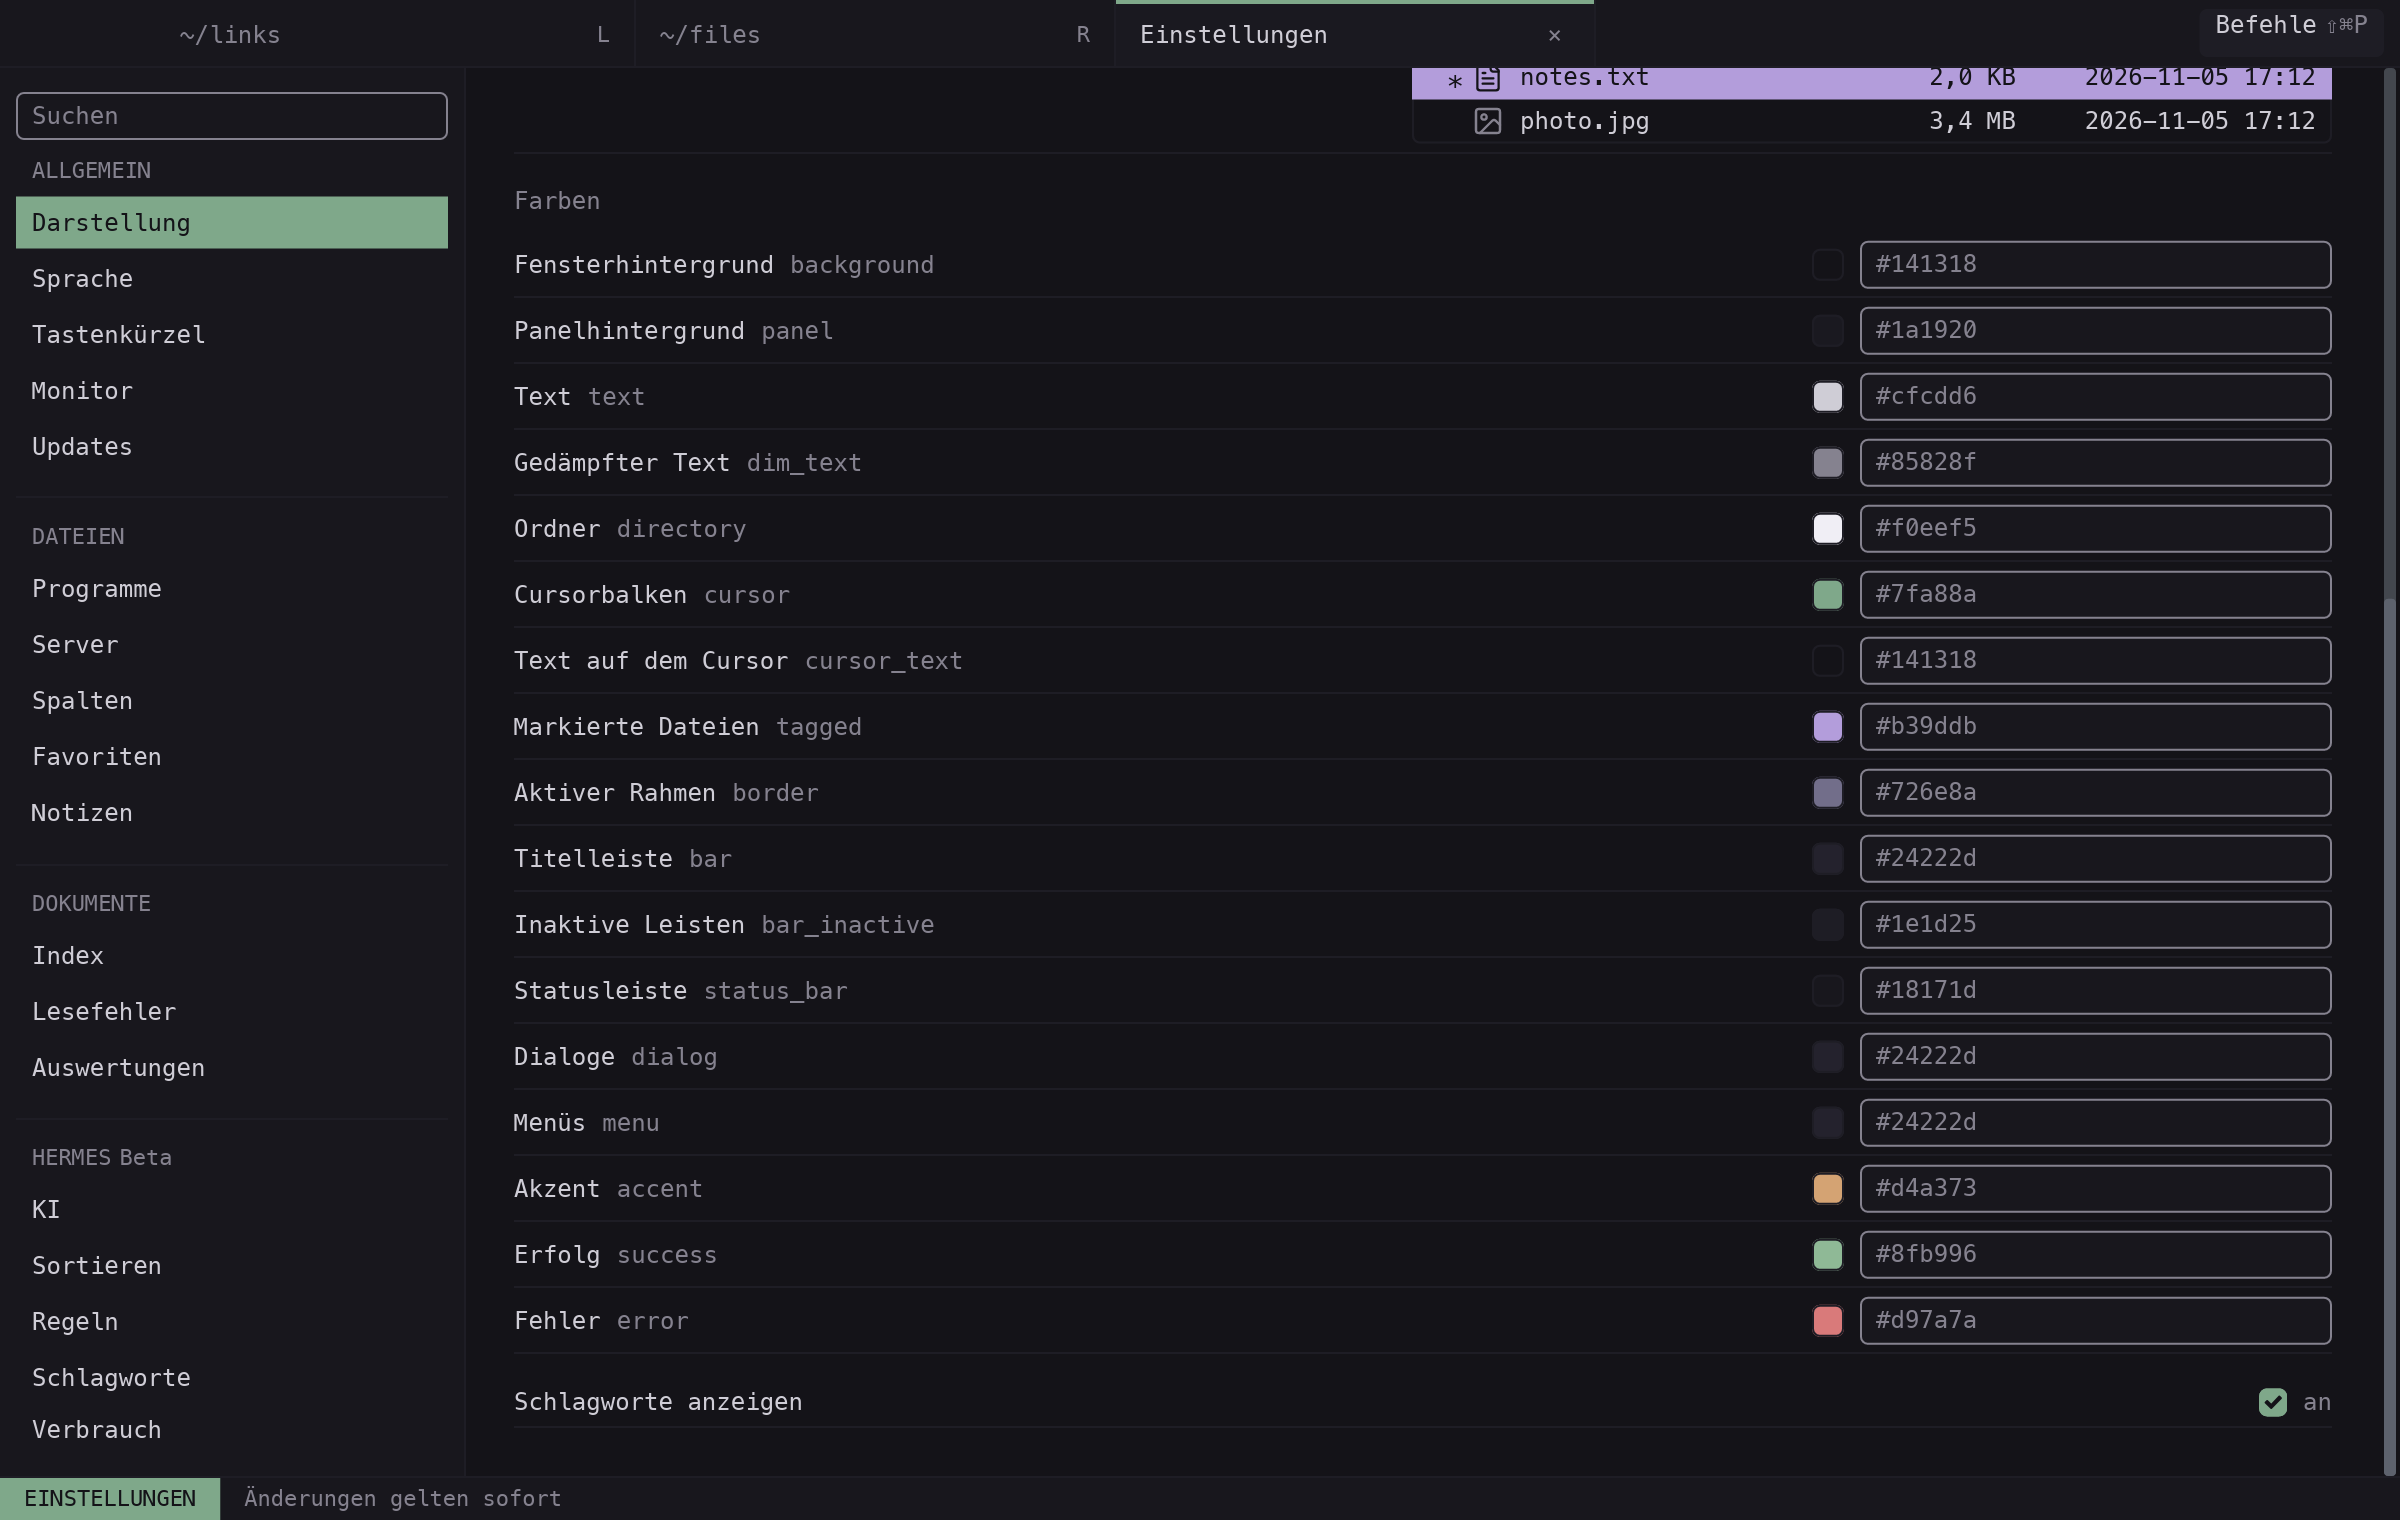 ~/links L ~/files R Einstellungen × Befehle ⇧⌘P
Suchen
ALLGEMEIN
Darstellung
Sprache
Tastenkürzel
Monitor
Updates
DATEIEN
Programme
Server
Spalten
Favoriten
Notizen
DOKUMENTE
Index
Lesefehler
Auswertungen
HERMES Beta
KI
Sortieren
Regeln
Schlagworte
Verbrauch
* notes.txt 2,0 KB 2026-11-05 17:12
photo.jpg 3,4 MB 2026-11-05 17:12
Farben
Fensterhintergrund background #141318
Panelhintergrund panel #1a1920
Text text #cfcdd6
Gedämpfter Text dim_text #85828f
Ordner directory #f0eef5
Cursorbalken cursor #7fa88a
Text auf dem Cursor cursor_text #141318
Markierte Dateien tagged #b39ddb
Aktiver Rahmen border #726e8a
Titelleiste bar #24222d
Inaktive Leisten bar_inactive #1e1d25
Statusleiste status_bar #18171d
Dialoge dialog #24222d
Menüs menu #24222d
Akzent accent #d4a373
Erfolg success #8fb996
Fehler error #d97a7a
Schlagworte anzeigen an
EINSTELLUNGEN Änderungen gelten sofort